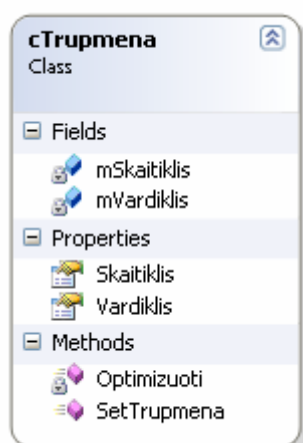 cTrupmena
Class
Fields
mSkaitiklis
mVardiklis
Properties
Skaitiklis
Vardiklis
Methods
Optimizuoti
SetTrupmena